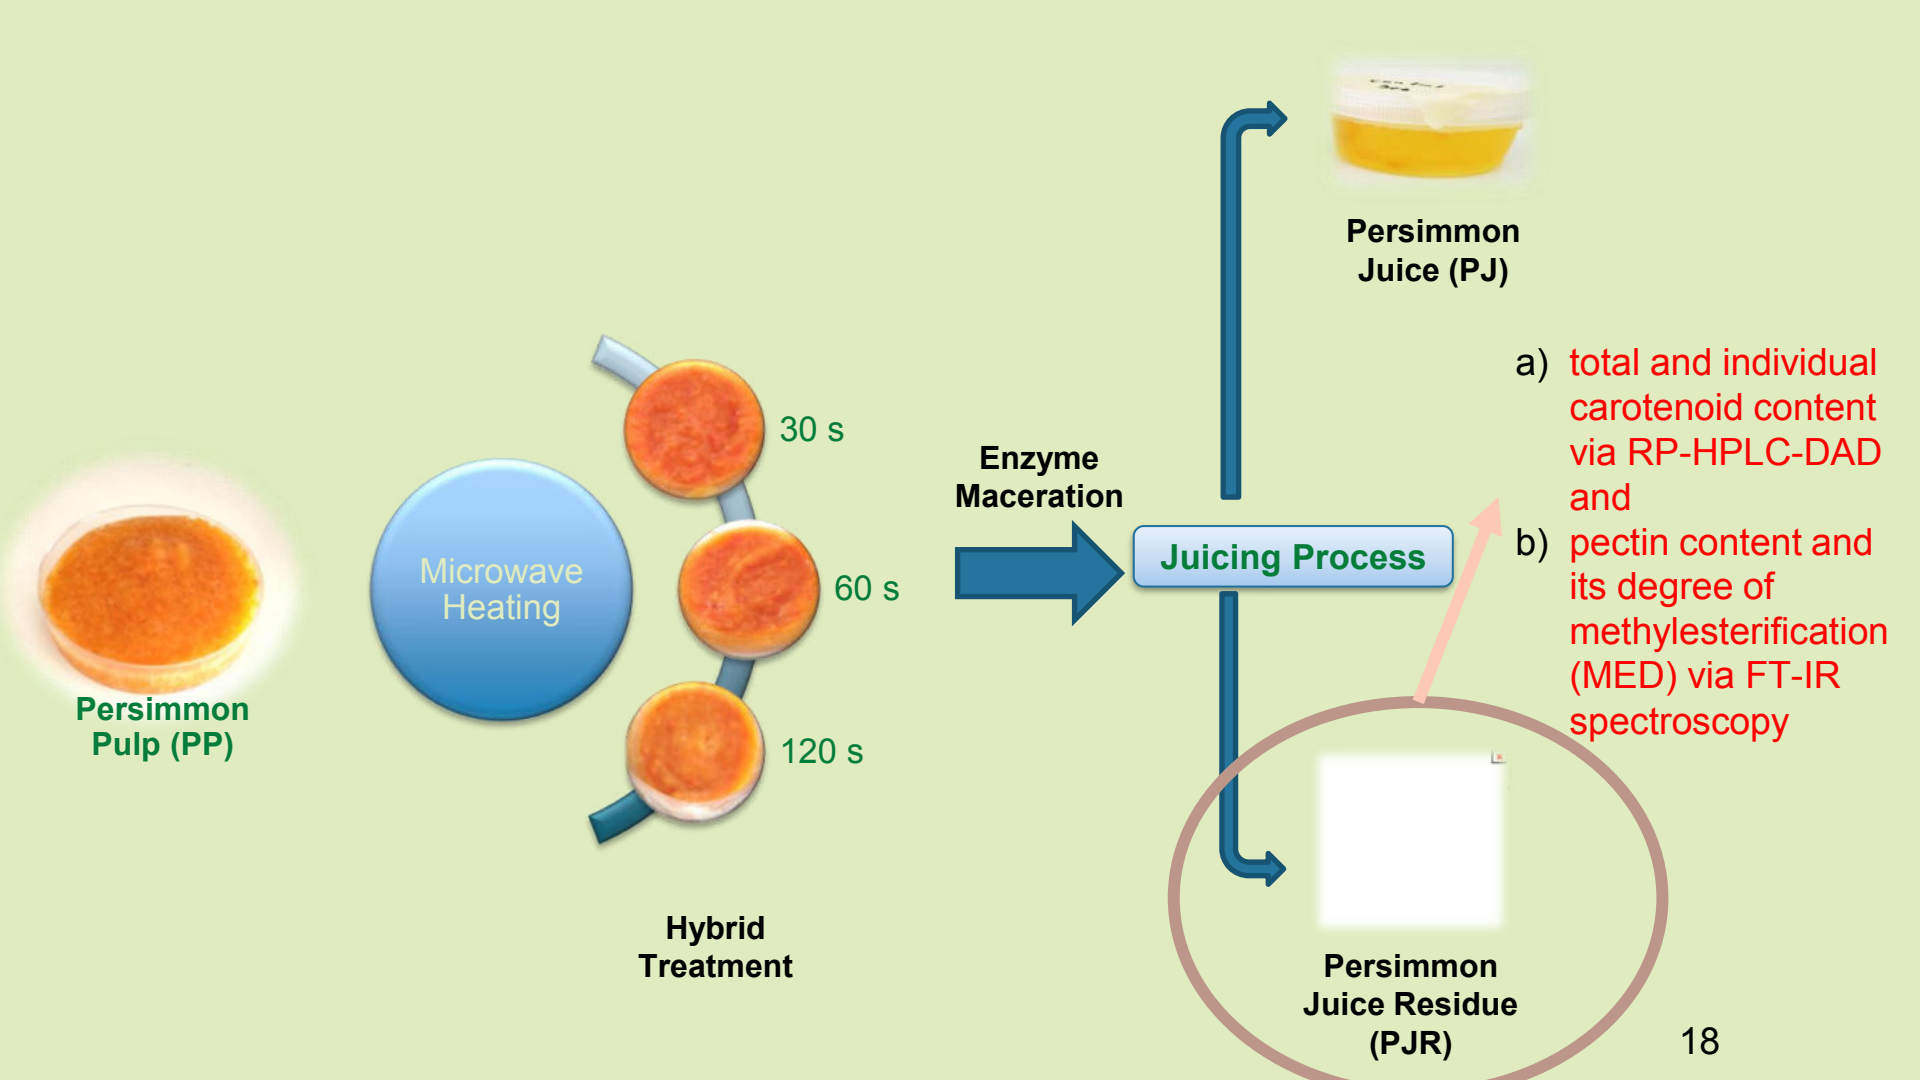 Persimmon
Pulp (PP)
Microwave
Heating
30 s
60 s
120 s
Hybrid
Treatment
Enzyme
Maceration
Juicing Process
Persimmon
Juice (PJ)
a) total and individual
carotenoid content
via RP-HPLC-DAD
and
b) pectin content and
its degree of
methylesterification
(MED) via FT-IR
spectroscopy
Persimmon
Juice Residue
(PJR)
18